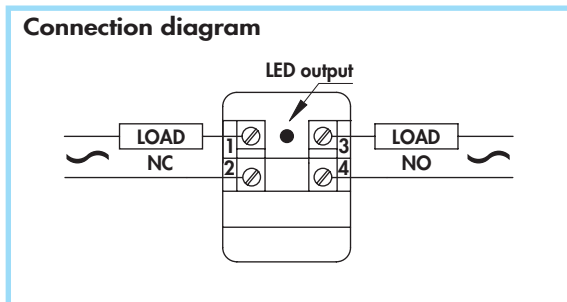 Connection diagram
LED output
LOAD
1
3
LOAD
NC
2
4
NO